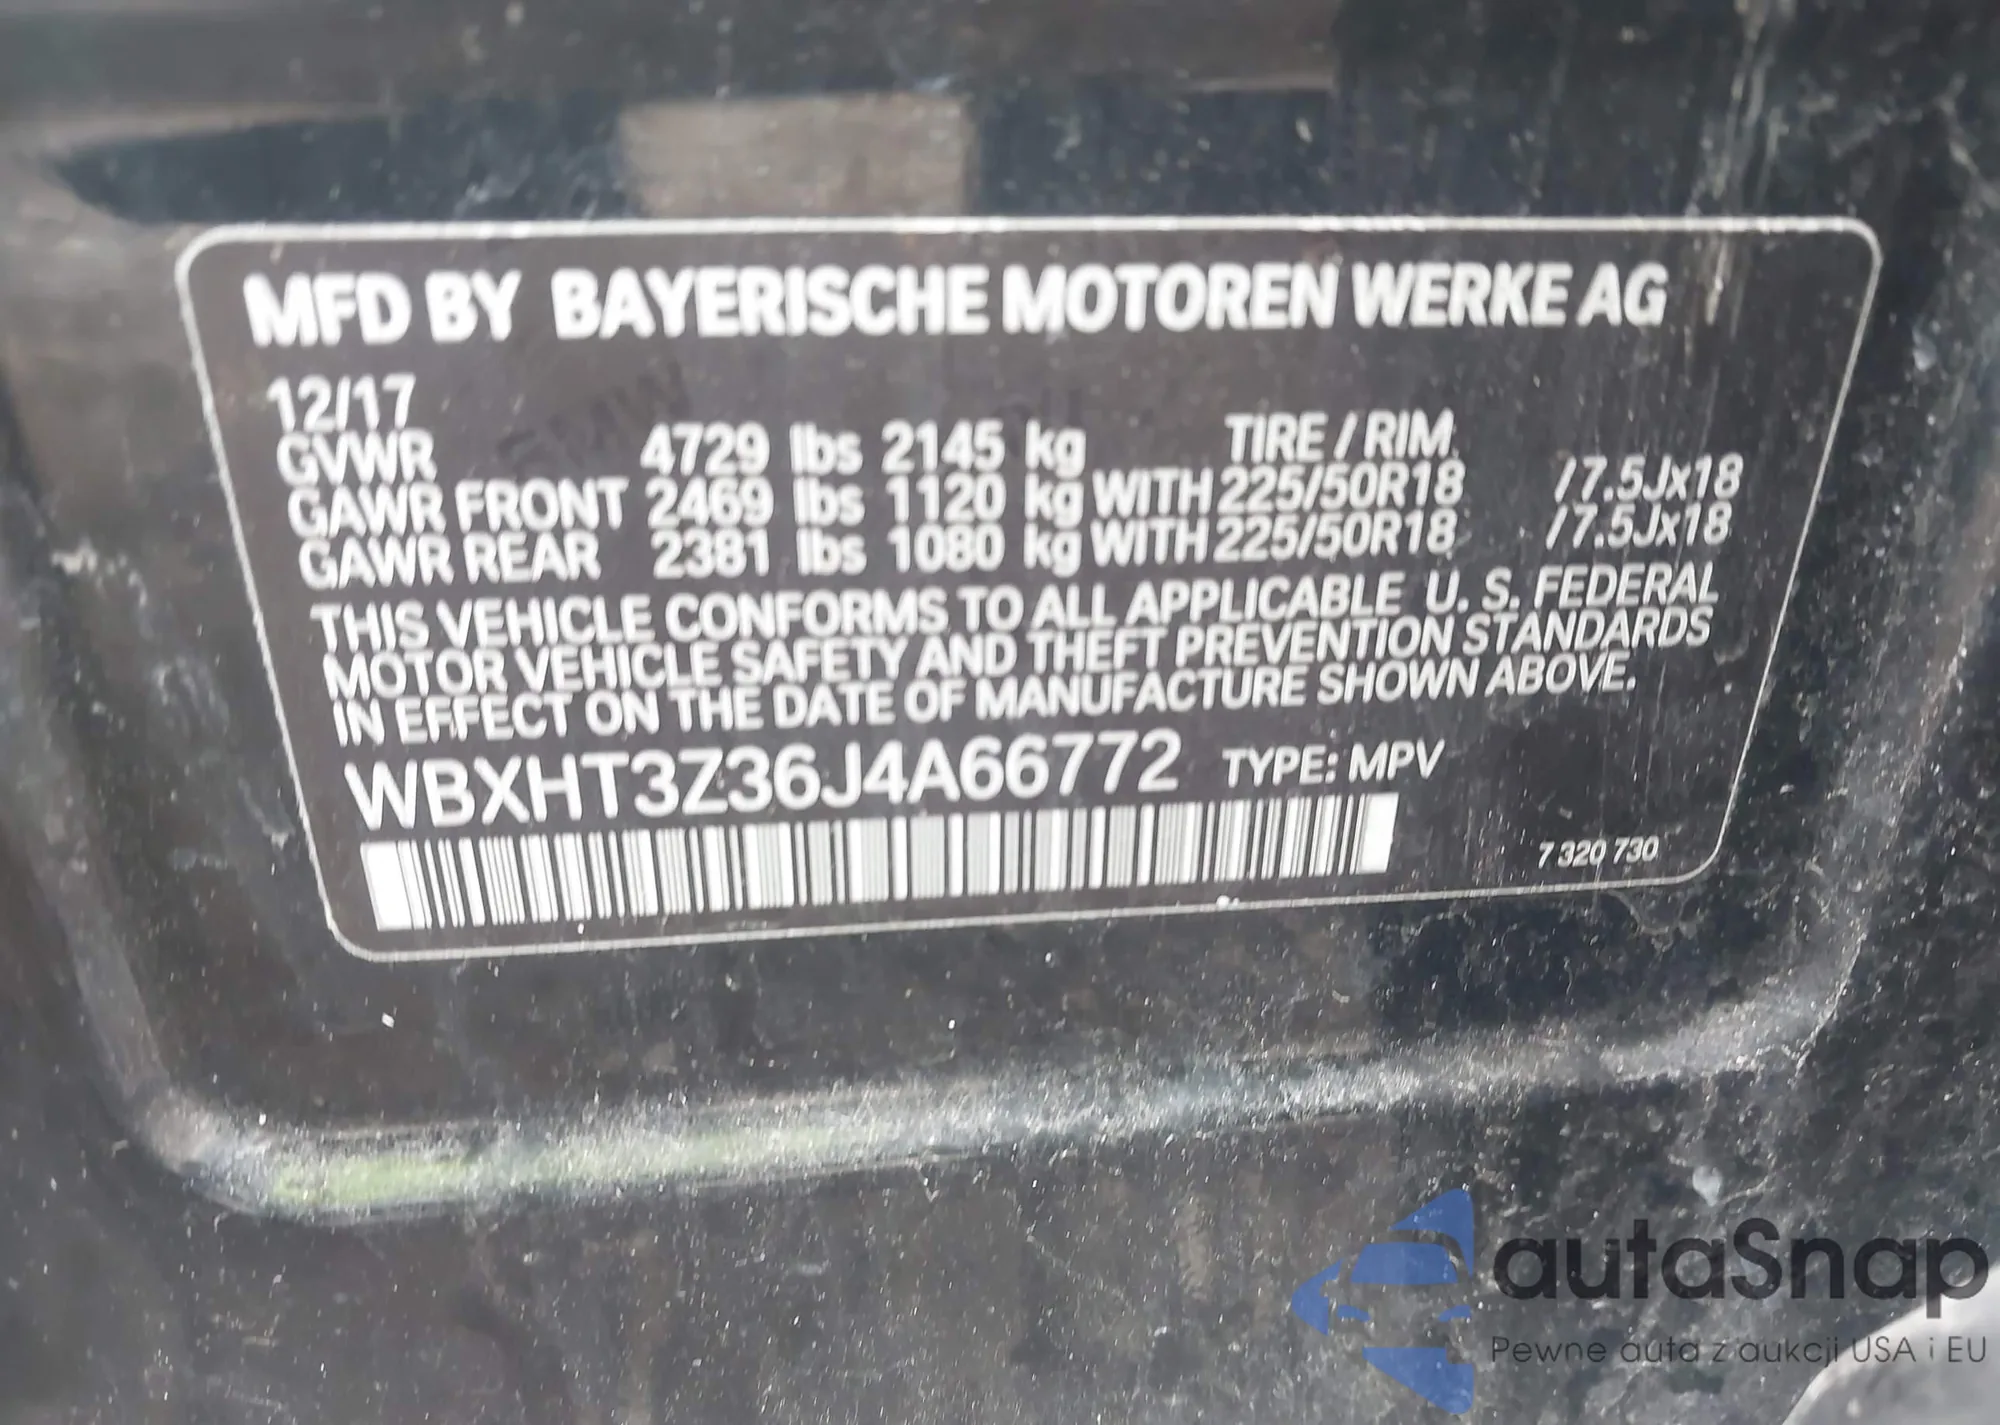 MFD BY BAYERISCHE MOTOREN WERKE AG
12/17
GVWR 4729 lbs 2145 kg TIRE / RIM
GAWR FRONT 2469 lbs 1120 kg WITH 225/50R18 /7.5Jx18
GAWR REAR 2381 lbs 1080 kg WITH 225/50R18 /7.5Jx18
THIS VEHICLE CONFORMS TO ALL APPLICABLE U. S. FEDERAL
MOTOR VEHICLE SAFETY AND THEFT PREVENTION STANDARDS
IN EFFECT ON THE DATE OF MANUFACTURE SHOWN ABOVE.
WBXHT3Z36J4A66772 TYPE: MPV
7 320 730
autaSnap
Pewne auta z aukcji USA i EU